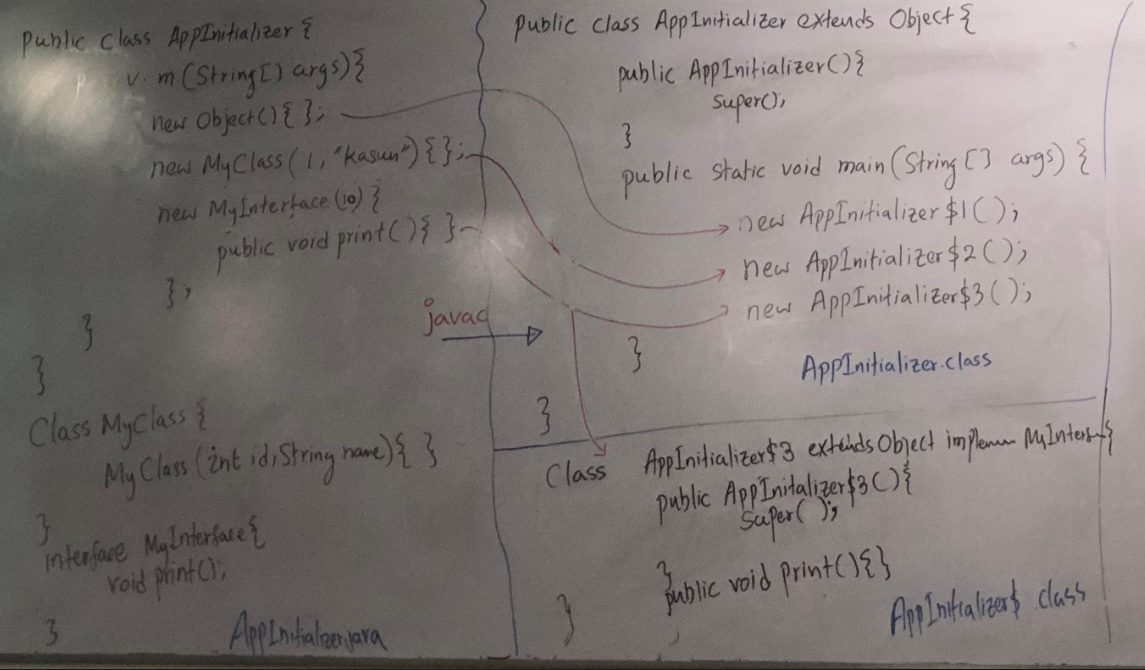 public class AppInitializer {
p v. m (String[] args){
new Object(){ };
new MyClass(1, "kasun"){ };
new MyInterface(10) {
public void print(){ }
};
}
}
Class MyClass {
MyClass(int id, String name){ }
}
interface MyInterface{
void print();
}
AppInitializer.java
javac
public class AppInitializer extends Object {
public AppInitializer(){
super();
}
public static void main(String [] args) {
new AppInitializer$1();
new AppInitializer$2();
new AppInitializer$3();
}
AppInitializer.class
}
Class AppInitializer$3 extends Object {
public AppInitalizer$3(){
super( );
}
public void print(){}
}
AppInitializer$ class